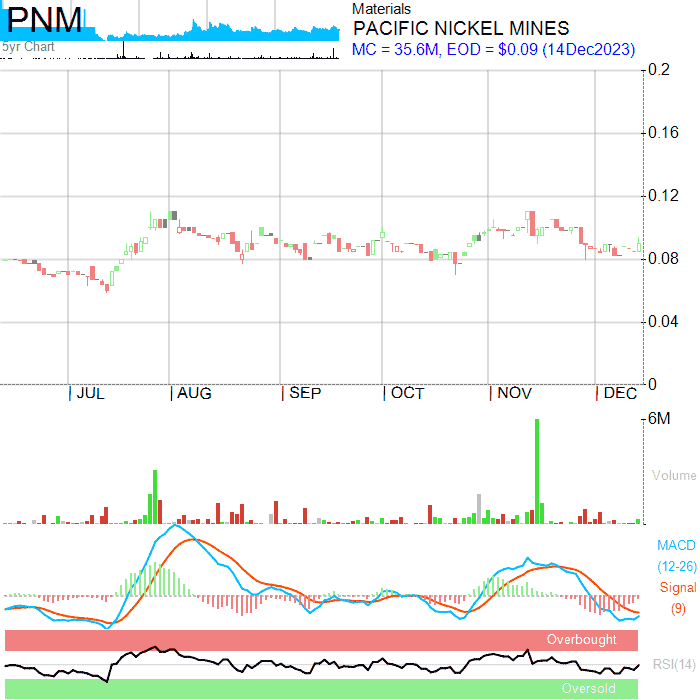 PNM
5yr Chart
Materials
PACIFIC NICKEL MINES
MC = 35.6M, EOD = $0.09 (14Dec2023)
0.2
0.16
0.12
0.08
0.04
0
JUL AUG SEP OCT NOV DEC
6M
Volume
MACD
(12-26)
Signal
(9)
Overbought
RSI(14)
Oversold